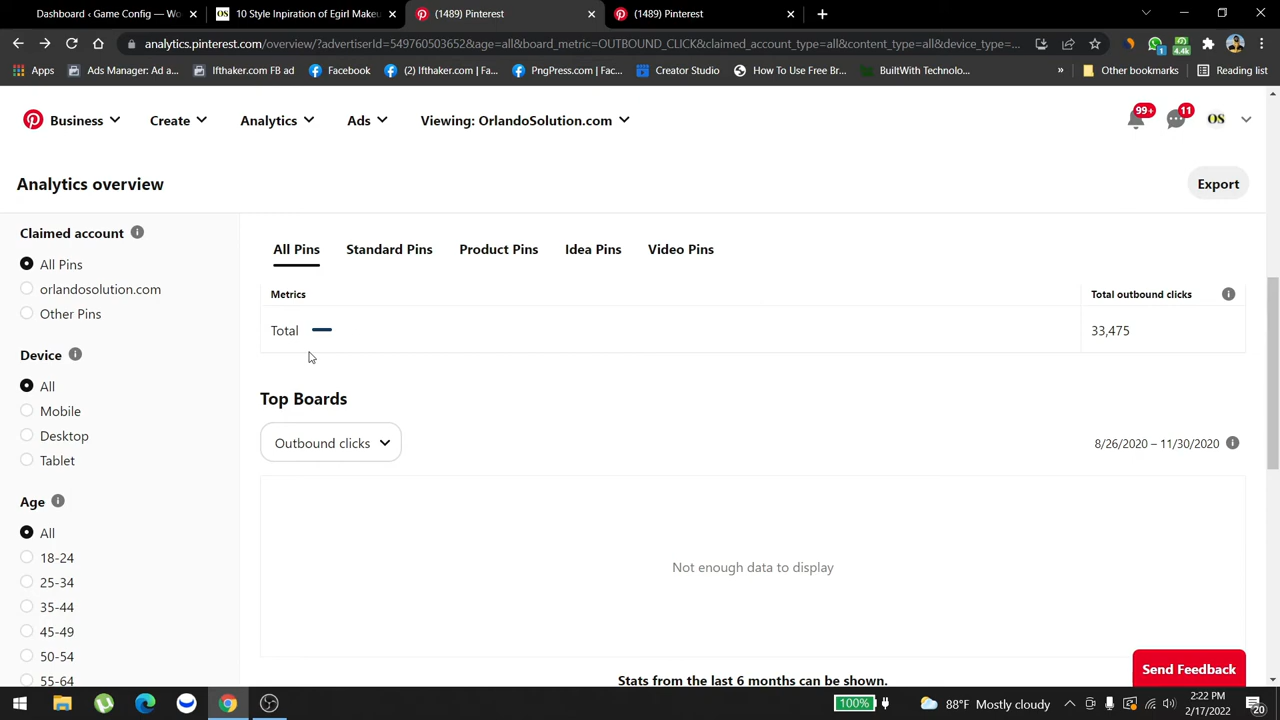 Dashboard ‹ Game Config — Wo
10 Style Inpiration of Egirl Makeu
(1489) Pinterest
(1489) Pinterest
analytics.pinterest.com/overview/?advertiserId=549760503652&age=all&board_metric=OUTBOUND_CLICK&claimed_account_type=all&content_type=all&device_type=...
1
4.4k
Apps
Ads Manager: Ad a...
Ifthaker.com FB ad
Facebook
(2) Ifthaker.com | Fa...
PngPress.com | Fac...
Creator Studio
How To Use Free Br...
BuiltWith Technolo...
»
Other bookmarks
Reading list
Business
Create
Analytics
Ads
Viewing: OrlandoSolution.com
99+
11
OS
Analytics overview
Export
Claimed account
All Pins
orlandosolution.com
Other Pins
Device
All
Mobile
Desktop
Tablet
Age
All
18-24
25-34
35-44
45-49
50-54
55-64
All Pins
Standard Pins
Product Pins
Idea Pins
Video Pins
Metrics
Total outbound clicks
Total
33,475
Top Boards
Outbound clicks
8/26/2020 – 11/30/2020
Not enough data to display
Stats from the last 6 months can be shown.
Send Feedback
100%
88°F Mostly cloudy
2:22 PM
2/17/2022
20